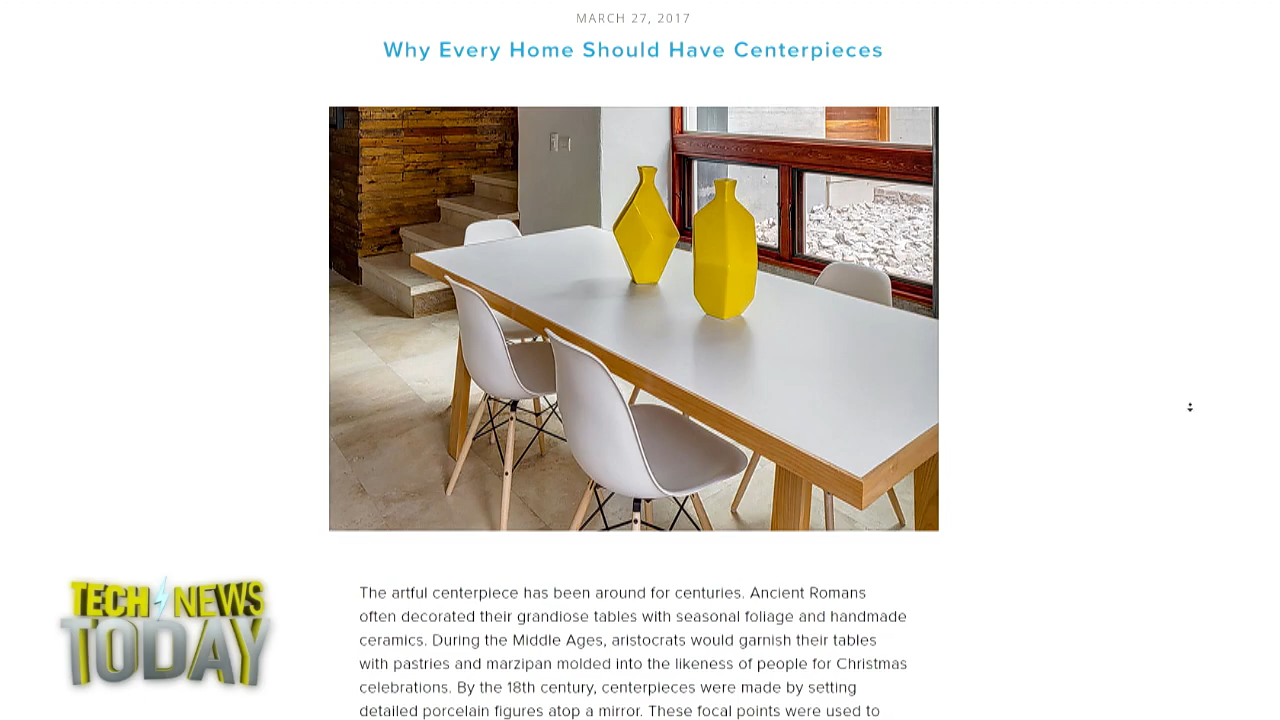 MARCH 27, 2017
Why Every Home Should Have Centerpieces
The artful centerpiece has been around for centuries. Ancient Romans
often decorated their grandiose tables with seasonal foliage and handmade
ceramics. During the Middle Ages, aristocrats would garnish their tables
with pastries and marzipan molded into the likeness of people for Christmas
celebrations. By the 18th century, centerpieces were made by setting
detailed porcelain figures atop a mirror. These focal points were used to
TECH NEWS
TODAY